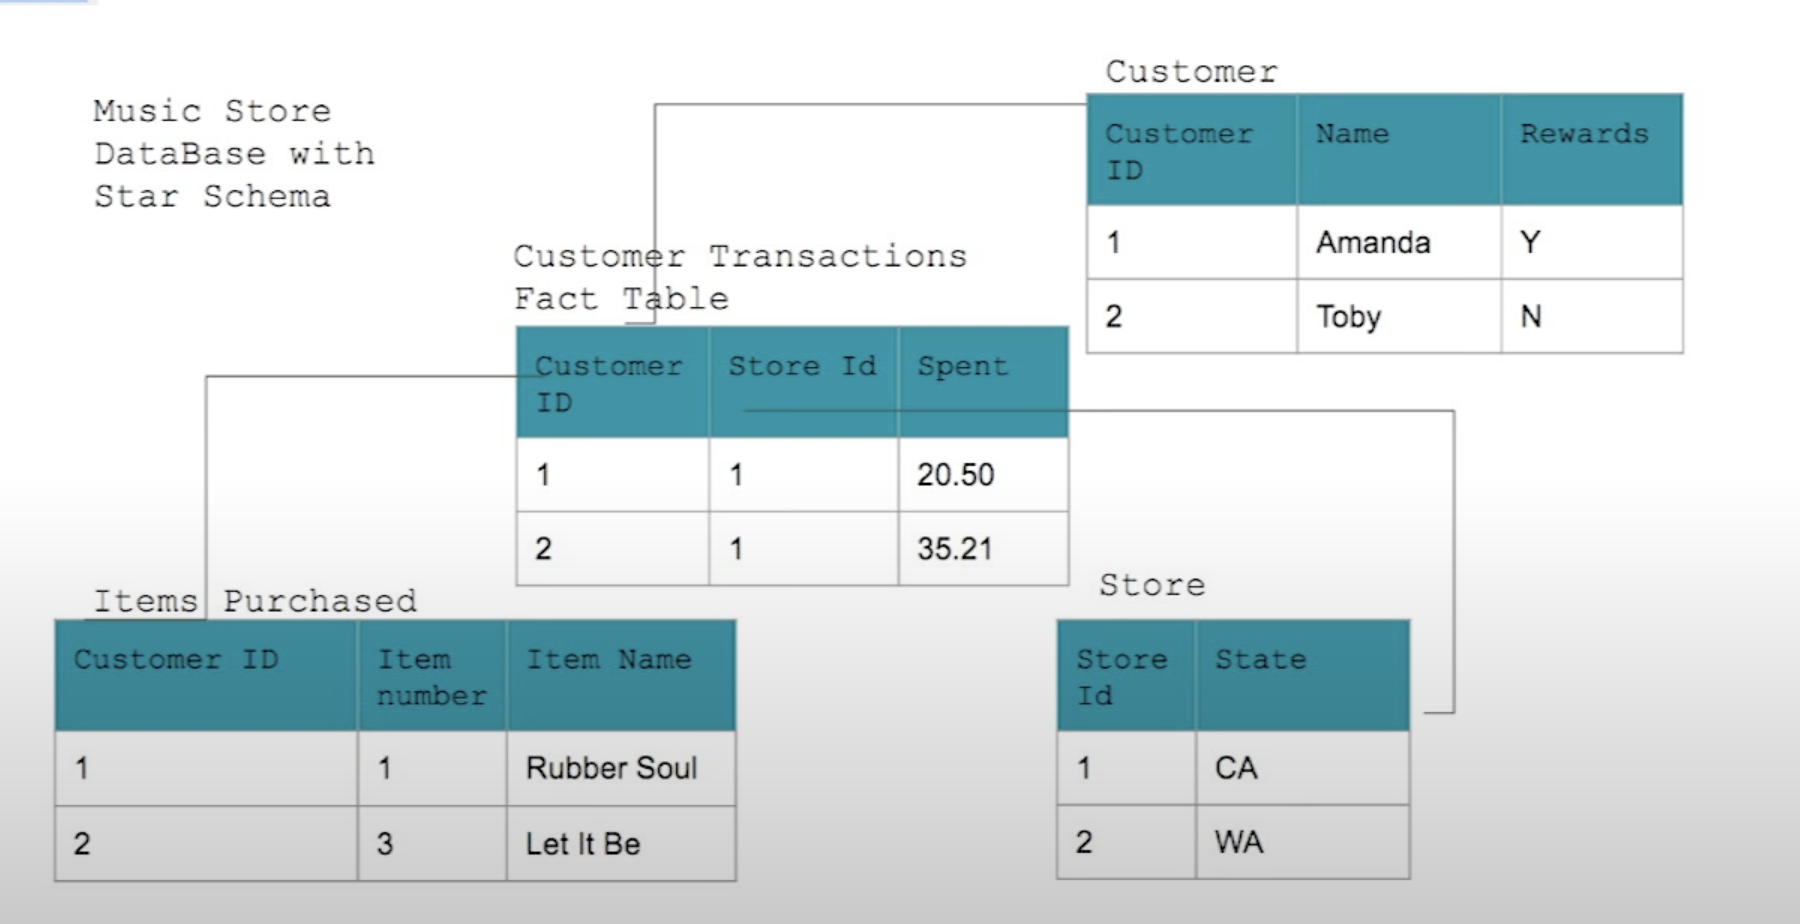 Music Store
DataBase with
Star Schema
Customer
Customer ID Name Rewards
1 Amanda Y
2 Toby N
Customer Transactions
Fact Table
Customer ID Store Id Spent
1 1 20.50
2 1 35.21
Items Purchased
Customer ID Item number Item Name
1 1 Rubber Soul
2 3 Let It Be
Store
Store Id State
1 CA
2 WA